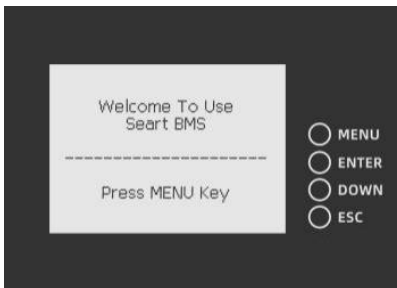 Welcome To Use
Seart BMS
----------------------
Press MENU Key
MENU
ENTER
DOWN
ESC